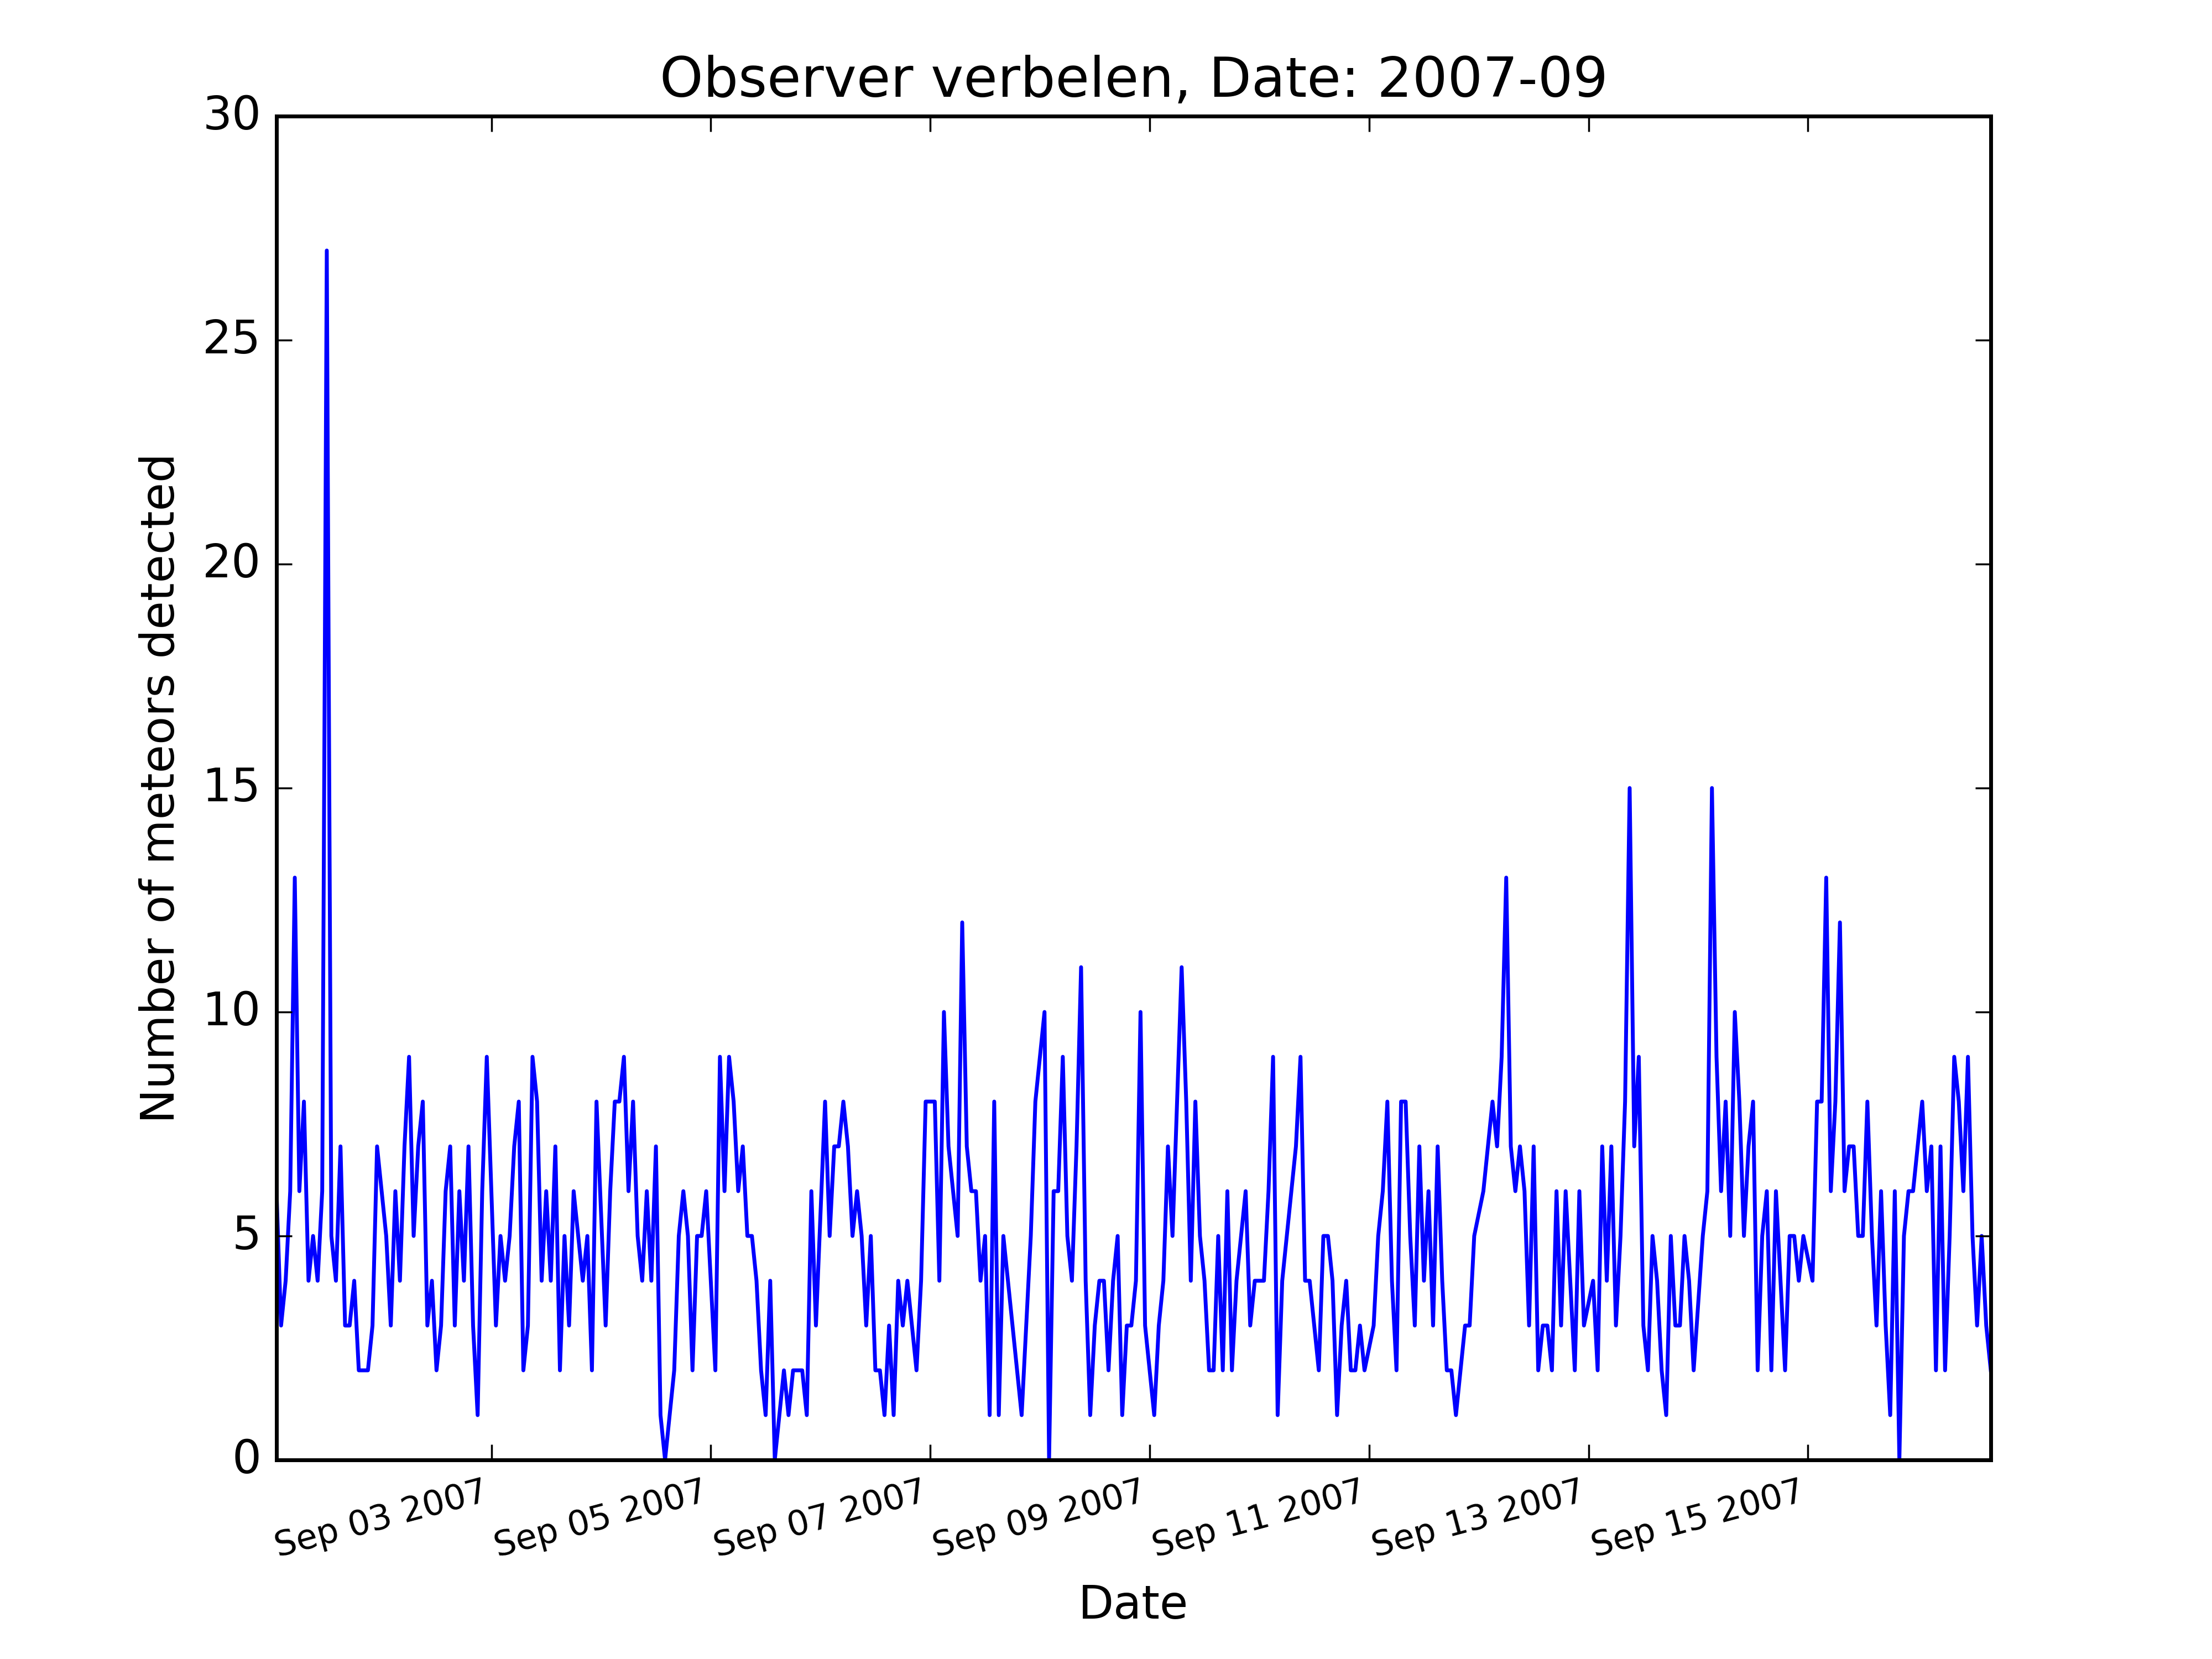 Observer verbelen, Date: 2007-09
30
25
20
15
10
5
0
Number of meteors detected
Sep 03 2007
Sep 05 2007
Sep 07 2007
Sep 09 2007
Sep 11 2007
Sep 13 2007
Sep 15 2007
Date